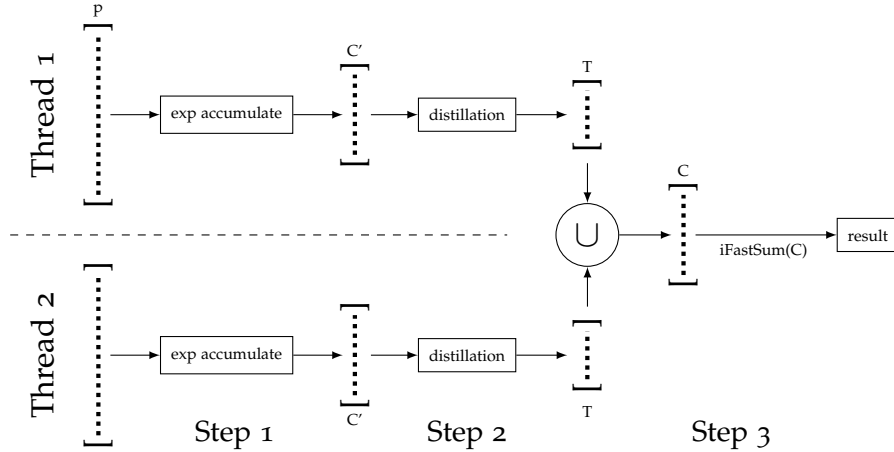 p
Thread 1
exp accumulate
C'
distillation
T
∪
C
iFastSum(C)
result
Thread 2
exp accumulate
C'
distillation
T
Step 1
Step 2
Step 3